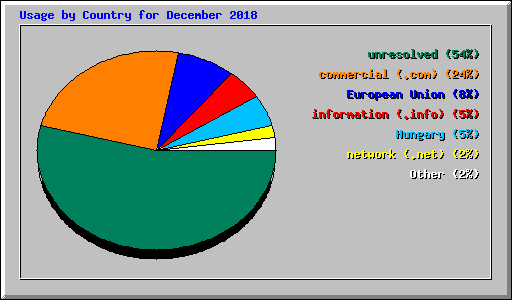 Usage by Country for December 2018
unresolved (54%)
commercial (.com) (24%)
European Union (8%)
information (.info) (5%)
Hungary (5%)
network (.net) (2%)
Other (2%)